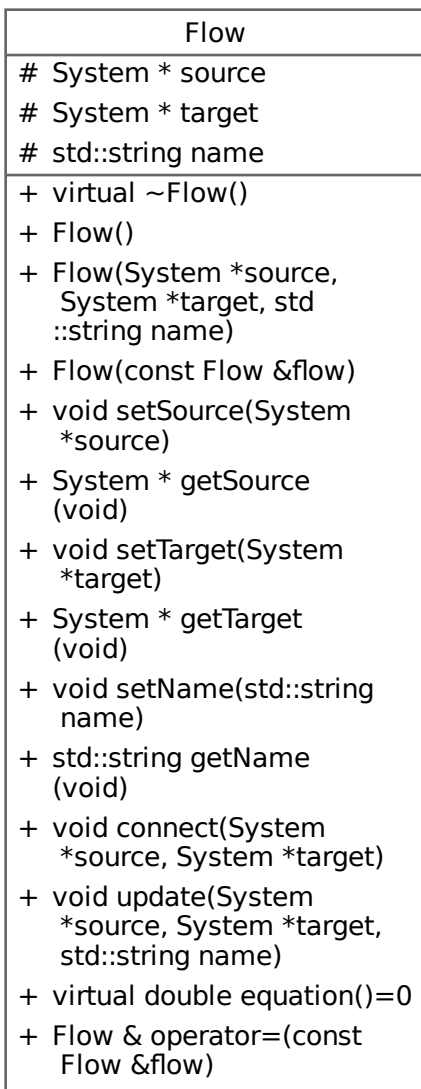 Flow
# System * source
# System * target
# std::string name
+ virtual ~Flow()
+ Flow()
+ Flow(System *source,
System *target, std
::string name)
+ Flow(const Flow &flow)
+ void setSource(System
*source)
+ System * getSource
(void)
+ void setTarget(System
*target)
+ System * getTarget
(void)
+ void setName(std::string
name)
+ std::string getName
(void)
+ void connect(System
*source, System *target)
+ void update(System
*source, System *target,
std::string name)
+ virtual double equation()=0
+ Flow & operator=(const
Flow &flow)